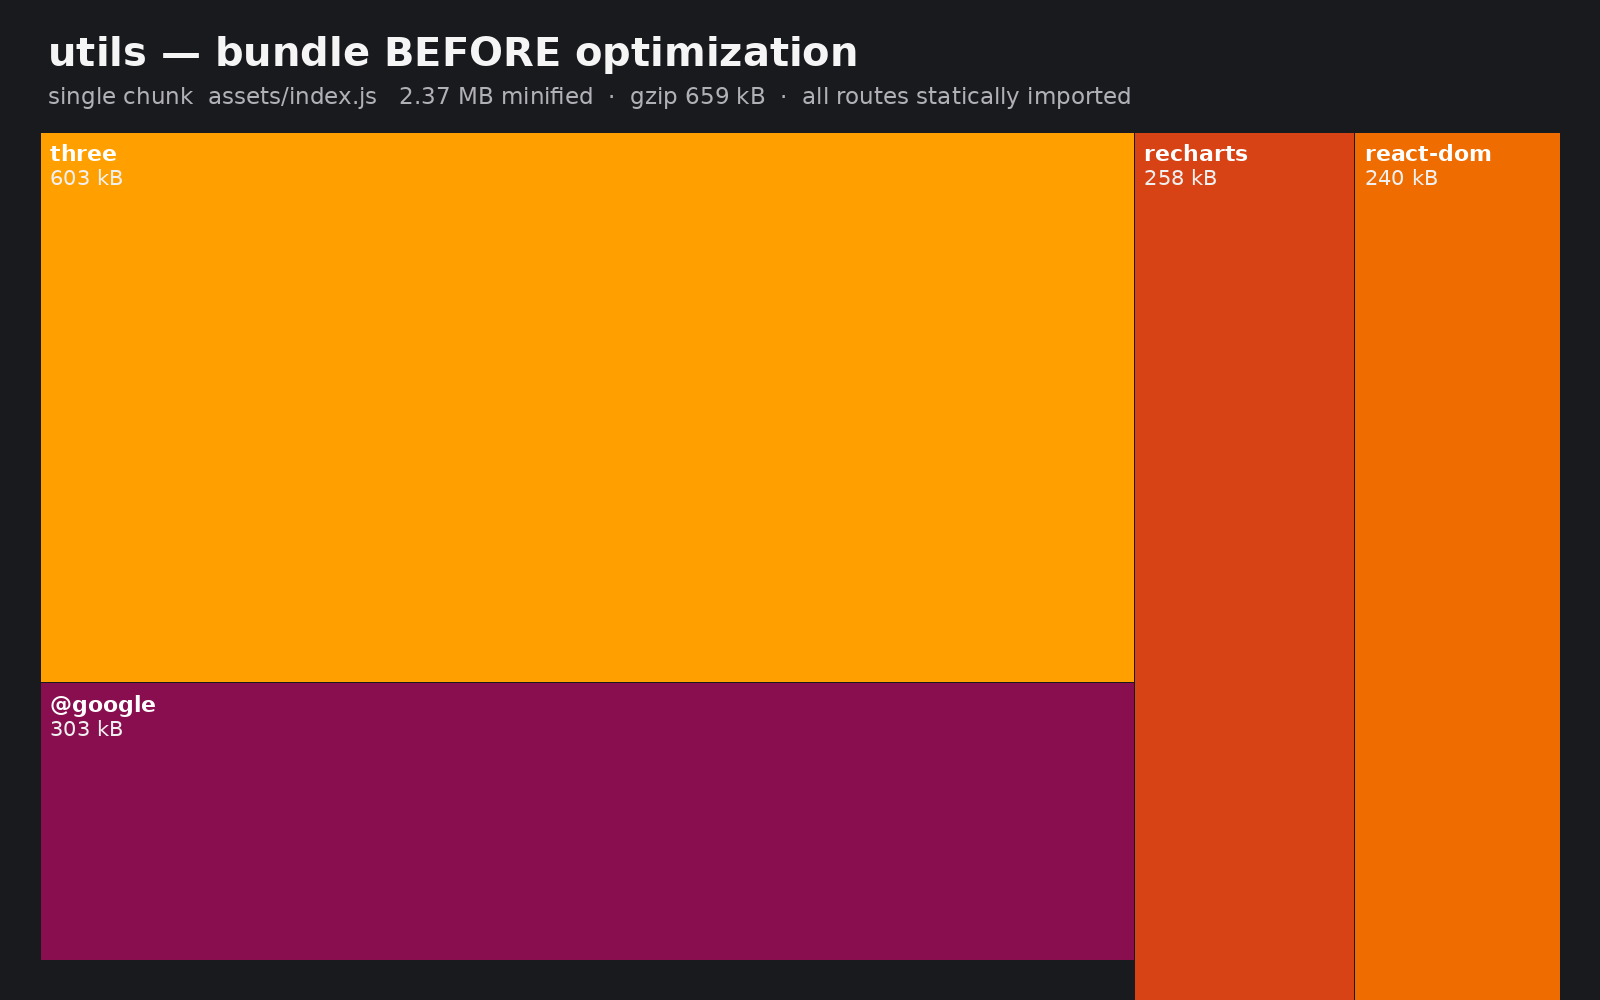 utils — bundle BEFORE optimization
single chunk  assets/index.js   2.37 MB minified  ·  gzip 659 kB  ·  all routes statically imported
three
603 kB
recharts
258 kB
react-dom
240 kB
@google
303 kB